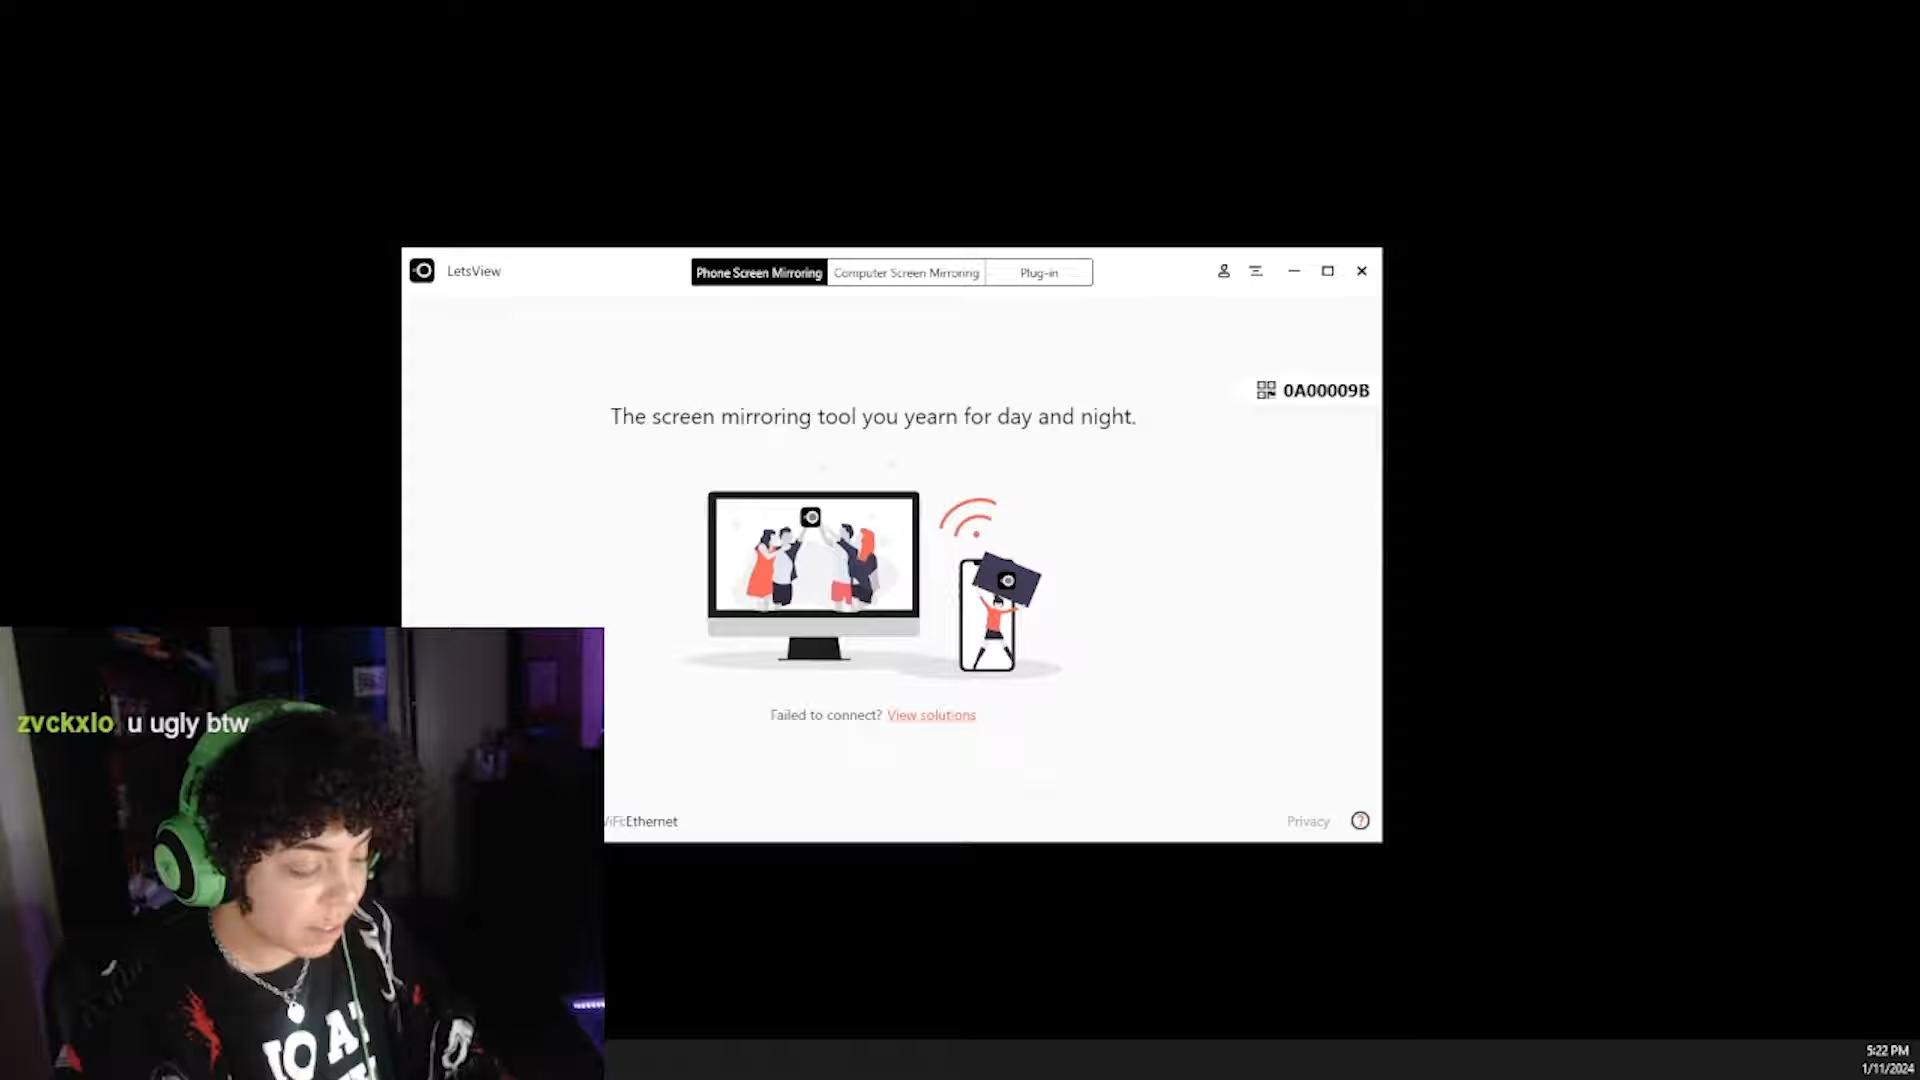 LetsView
Phone Screen Mirroring
Computer Screen Mirroring
Plug-in
0A00009B
The screen mirroring tool you yearn for day and night.
Failed to connect? View solutions
zvckxlo u ugly btw
Ethernet
Privacy
?
5:22 PM
1/11/2024